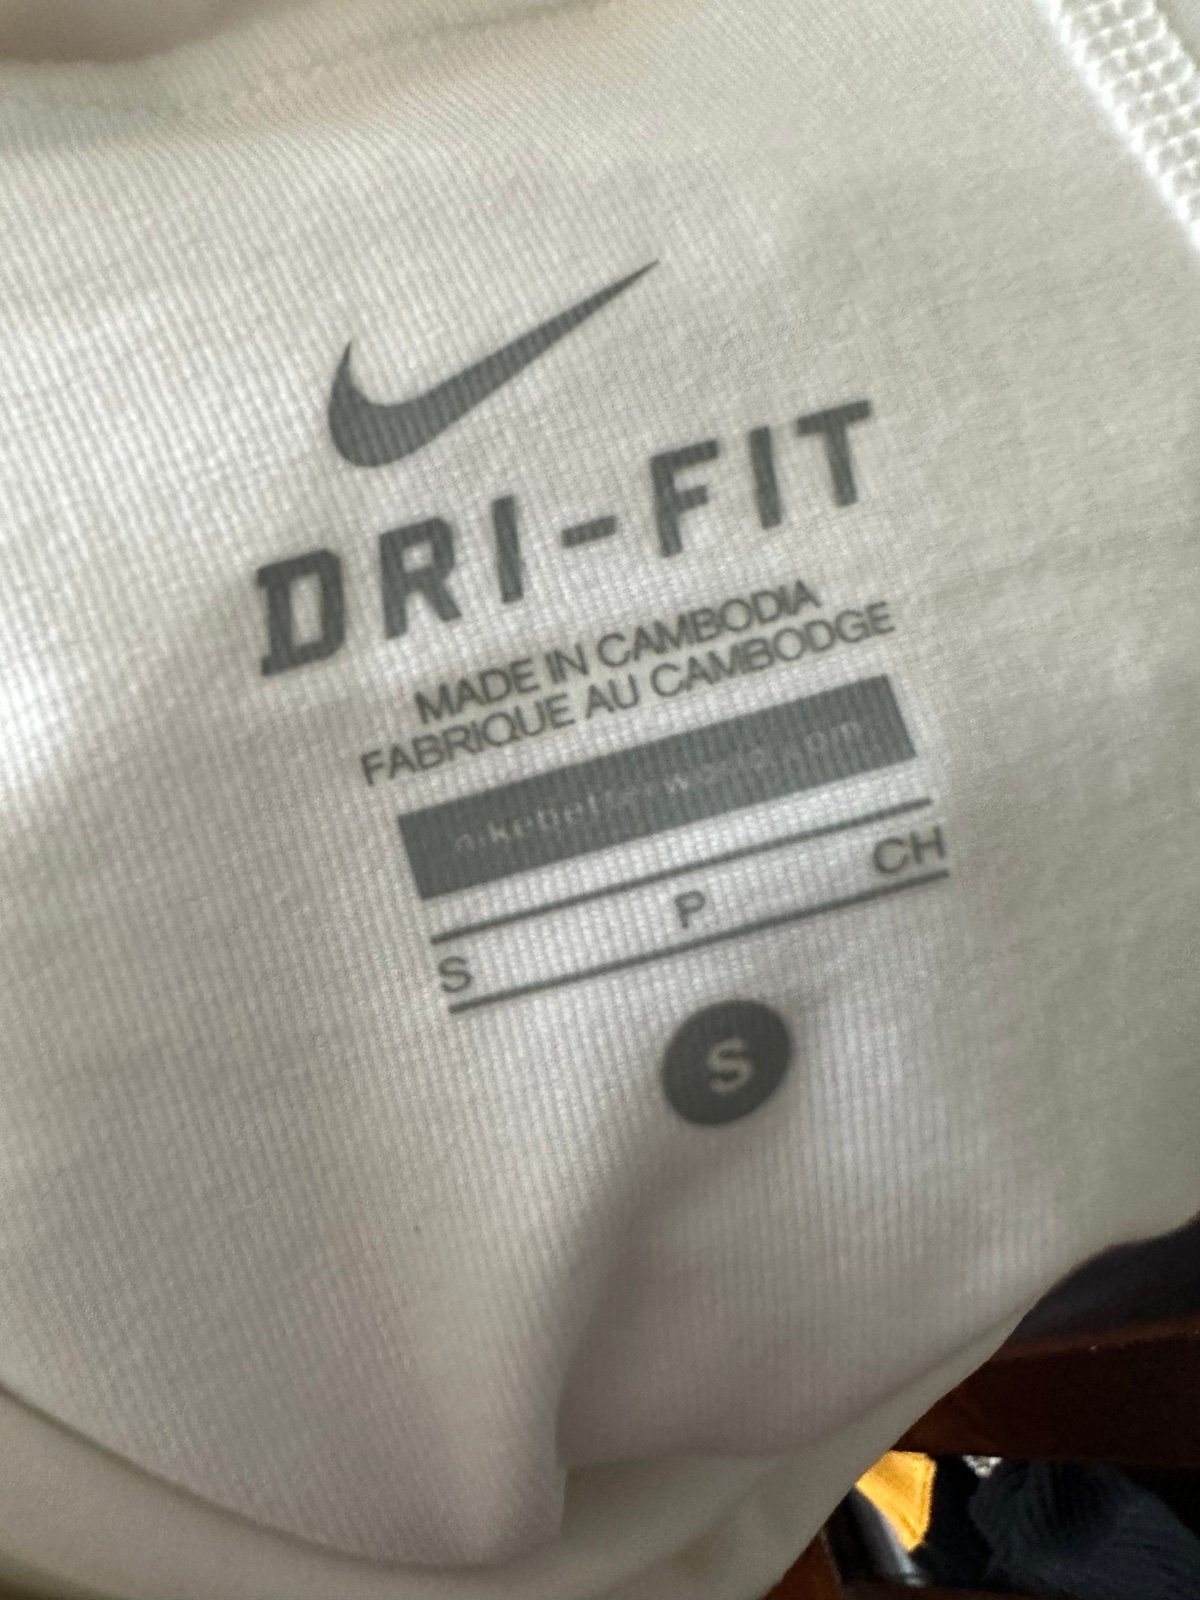 DRI-FIT
MADE IN CAMBODIA
FABRIQUE AU CAMBODGE
S P CH
S